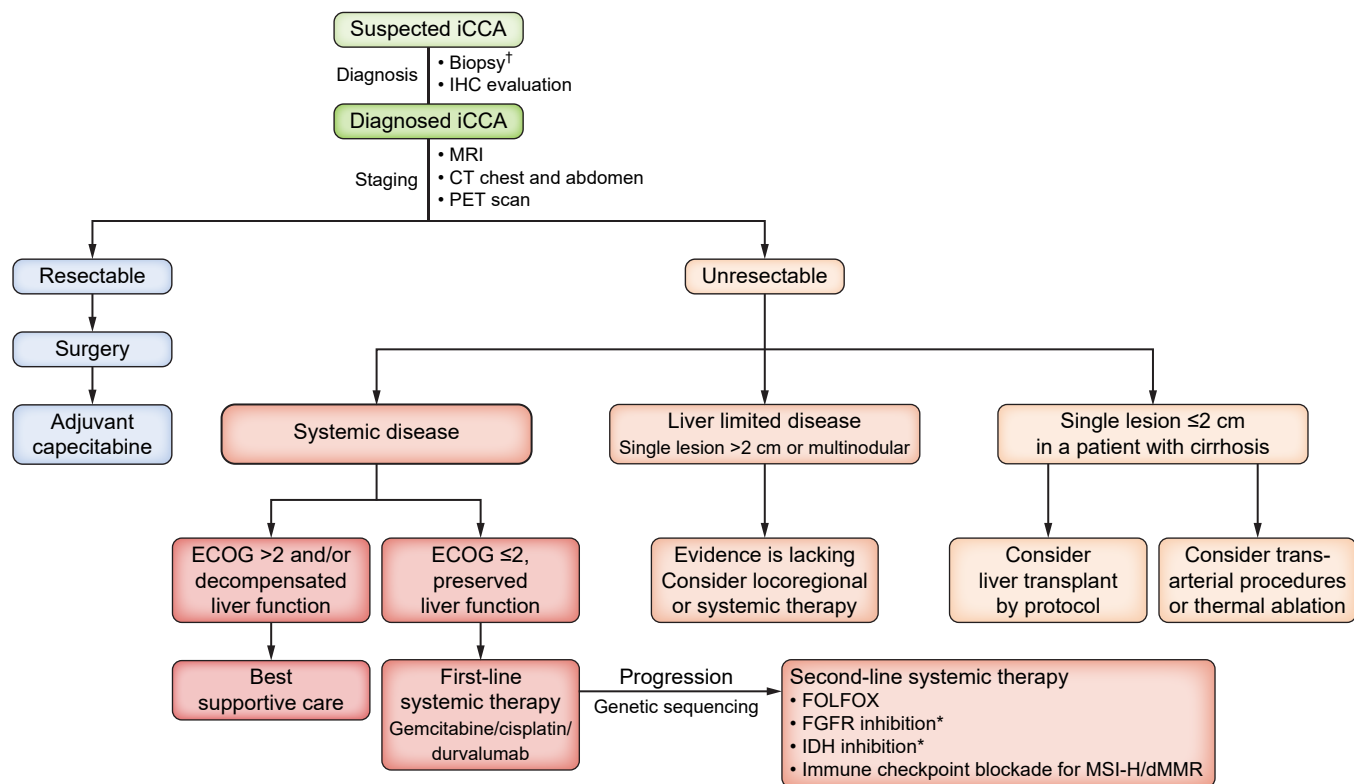 Suspected iCCA
Diagnosis
• Biopsy†
• IHC evaluation
Diagnosed iCCA
Staging
• MRI
• CT chest and abdomen
• PET scan
Resectable
Surgery
Adjuvant
capecitabine
Unresectable
Systemic disease
Liver limited disease
Single lesion >2 cm or multinodular
Single lesion ≤2 cm
in a patient with cirrhosis
ECOG >2 and/or
decompensated
liver function
ECOG ≤2,
preserved
liver function
Evidence is lacking
Consider locoregional
or systemic therapy
Consider
liver transplant
by protocol
Consider trans-
arterial procedures
or thermal ablation
Best
supportive care
First-line
systemic therapy
Gemcitabine/cisplatin/
durvalumab
Progression
Genetic sequencing
Second-line systemic therapy
• FOLFOX
• FGFR inhibition*
• IDH inhibition*
• Immune checkpoint blockade for MSI-H/dMMR